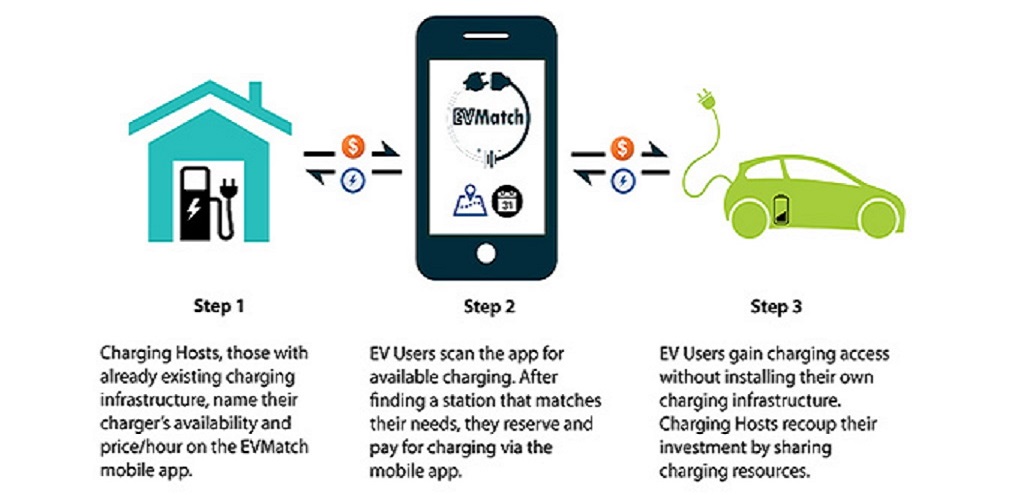 EVMatch
$
$
31
Step 1
Charging Hosts, those with
already existing charging
infrastructure, name their
charger's availability and
price/hour on the EVMatch
mobile app.
Step 2
EV Users scan the app for
available charging. After
finding a station that matches
their needs, they reserve and
pay for charging via the
mobile app.
Step 3
EV Users gain charging access
without installing their own
charging infrastructure.
Charging Hosts recoup their
investment by sharing
charging resources.